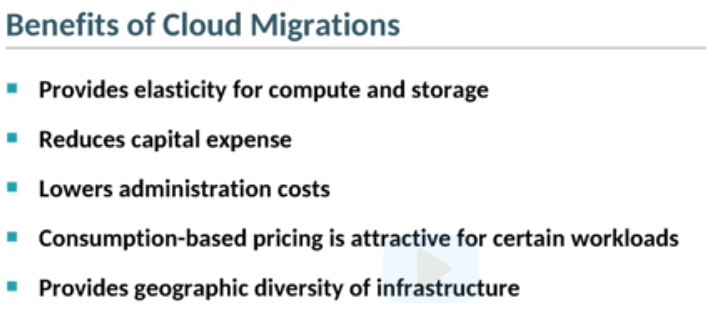 Benefits of Cloud Migrations
Provides elasticity for compute and storage
Reduces capital expense
Lowers administration costs
Consumption-based pricing is attractive for certain workloads
Provides geographic diversity of infrastructure